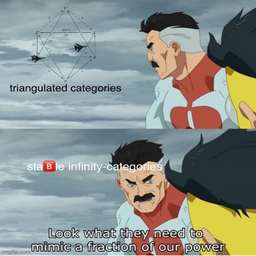 triangulated categories
sta🅱️le infinity-categories
Look what they need to
mimic a fraction of our power